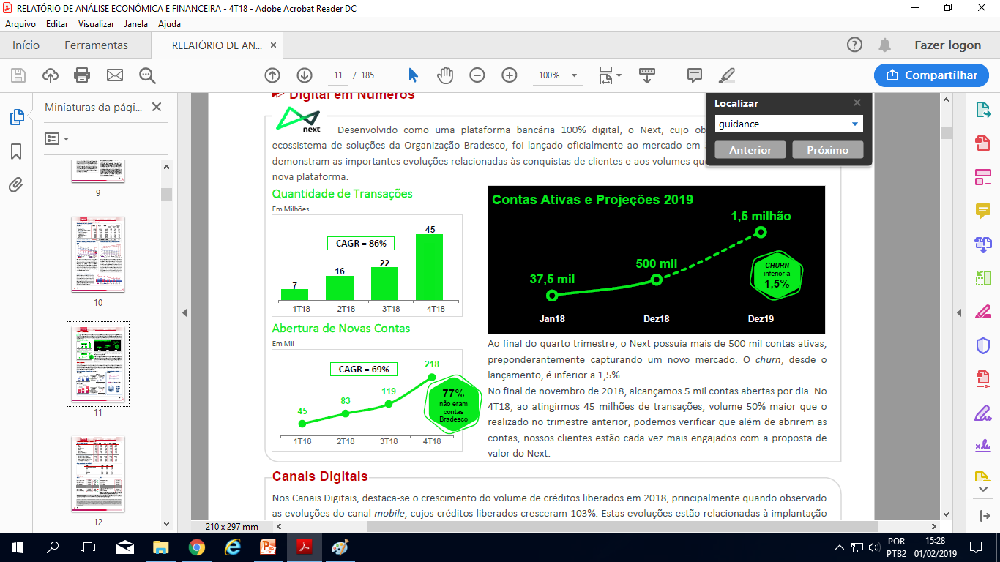 RELATÓRIO DE ANÁLISE ECONÔMICA E FINANCEIRA - 4T18 - Adobe Acrobat Reader DC
Arquivo Editar Visualizar Janela Ajuda
Início Ferramentas RELATÓRIO DE AN... Fazer logon
11 / 185 100% Compartilhar
Miniaturas da pági...
9
10
11
12
Localizar
guidance
Anterior Próximo
Digital em Números
next
Desenvolvido como uma plataforma bancária 100% digital, o Next, cujo
ecossistema de soluções da Organização Bradesco, foi lançado oficialmente ao mercado em
demonstram as importantes evoluções relacionadas às conquistas de clientes e aos volumes
nova plataforma.
Quantidade de Transações
Em Milhões
CAGR = 86%
7 16 22 45
1T18 2T18 3T18 4T18
Abertura de Novas Contas
Em Mil
CAGR = 69%
45 83 119 218
77%
não eram
contas
Bradesco
1T18 2T18 3T18 4T18
Contas Ativas e Projeções 2019
37,5 mil 500 mil 1,5 milhão
CHURN
inferior a
1,5%
Jan18 Dez18 Dez19
Ao final do quarto trimestre, o Next possuía mais de 500 mil contas ativas,
preponderantemente capturando um novo mercado. O churn, desde o
lançamento, é inferior a 1,5%.
No final de novembro de 2018, alcançamos 5 mil contas abertas por dia. No
4T18, ao atingirmos 45 milhões de transações, volume 50% maior que o
realizado no trimestre anterior, podemos verificar que além de abrirem as
contas, nossos clientes estão cada vez mais engajados com a proposta de
valor do Next.
Canais Digitais
Nos Canais Digitais, destaca-se o crescimento do volume de créditos liberados em 2018, principalmente quando observado
as evoluções do canal mobile, cujos créditos liberados cresceram 103%. Estas evoluções estão relacionadas à implantação
210 x 297 mm
POR
PTB2
15:28
01/02/2019